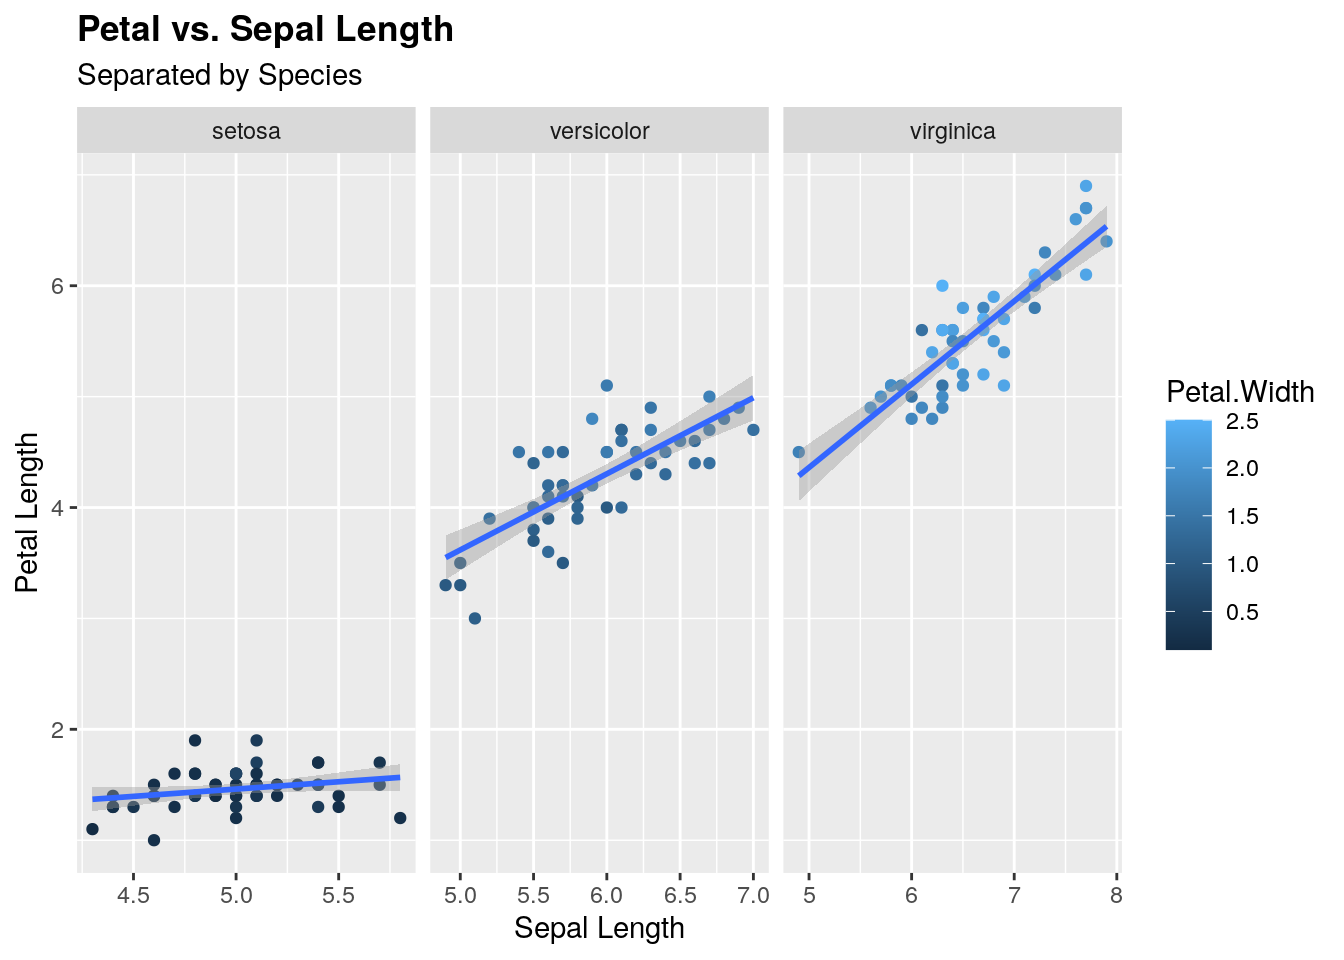 Petal vs. Sepal Length
Separated by Species
setosa
versicolor
virginica
6
4
2
Petal Length
4.5 5.0 5.5
5.0 5.5 6.0 6.5 7.0
5 6 7 8
Sepal Length
Petal.Width
2.5
2.0
1.5
1.0
0.5